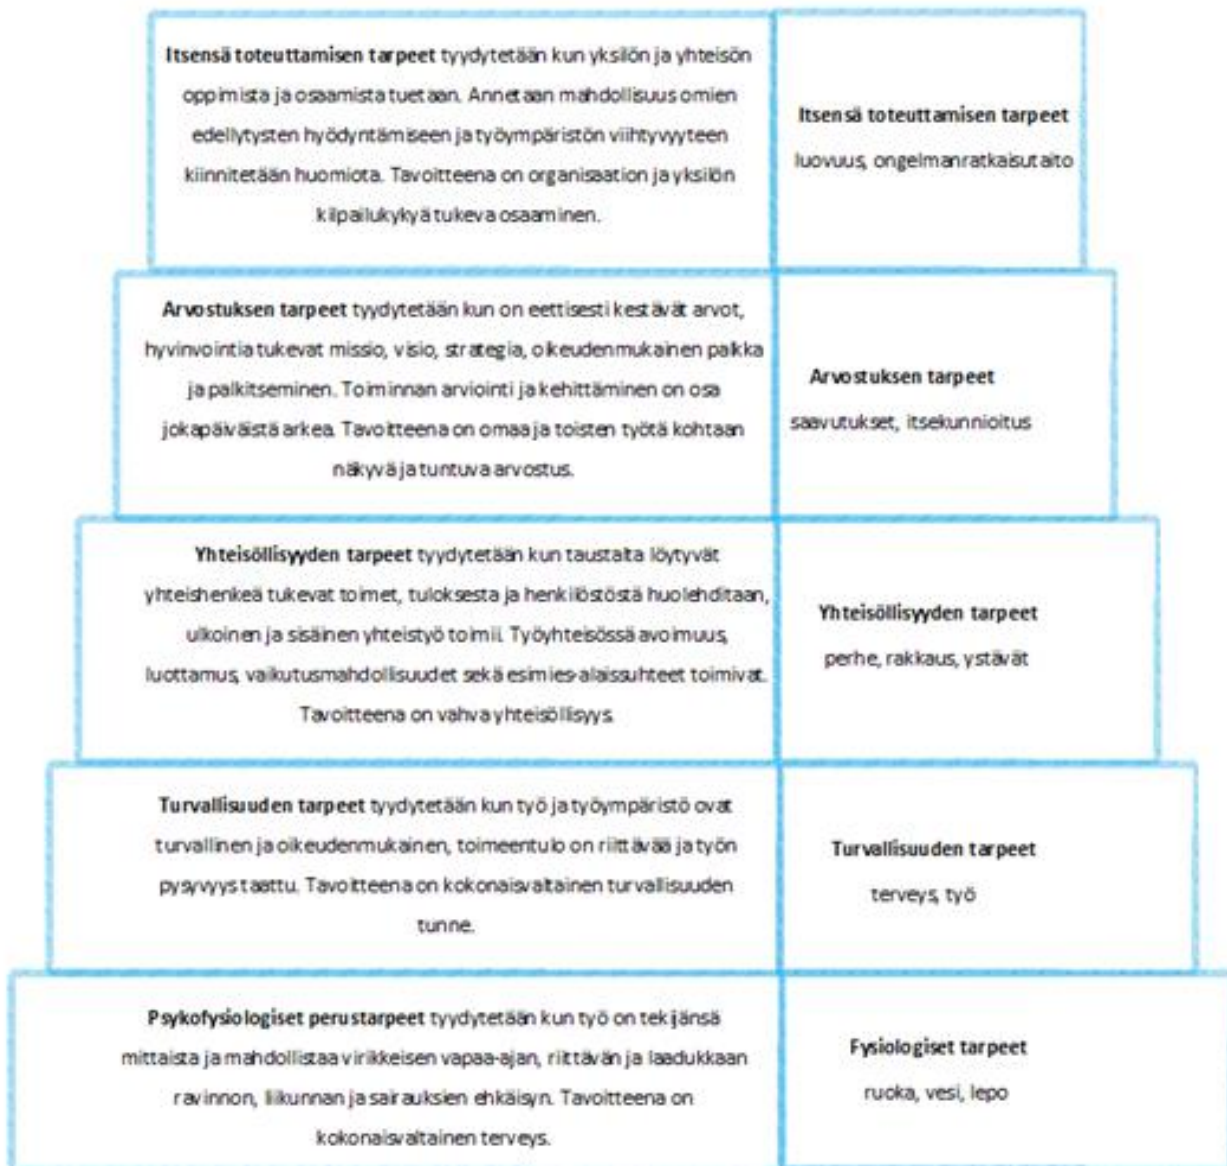 Itsensä toteuttamisen tarpeet tyydytetään kun yksilön ja yhteisön
oppimista ja osaamista tuetaan. Annetaan mahdollisuus omien
edellytysten hyödyntämiseen ja työympäristön viihtyvyyteen
kiinnitetään huomiota. Tavoitteena on organisaation ja yksilön
kilpailukykyä tukeva osaaminen.
Itsensä toteuttamisen tarpeet
luovuus, ongelmanratkaisutaito
Arvostuksen tarpeet tyydytetään kun on eettisesti kestävät arvot,
hyvinvointia tukevat missio, visio, strategia, oikeudenmukainen palkka
ja palkitseminen. Toiminnan arviointi ja kehittäminen on osa
jokapäiväistä arkea. Tavoitteena on omaa ja toisten työtä kohtaan
näkyvä ja tuntuva arvostus.
Arvostuksen tarpeet
saavutukset, itsekunnioitus
Yhteisöllisyyden tarpeet tyydytetään kun taustalta löytyvät
yhteishenkeä tukevat toimet, tuloksesta ja henkilöstöstä huolehditaan,
ulkoinen ja sisäinen yhteistyö toimii. Työyhteisössä avoimuus,
luottamus, vaikutusmahdollisuudet sekä esimies-alaissuhteet toimivat.
Tavoitteena on vahva yhteisöllisyys.
Yhteisöllisyyden tarpeet
perhe, rakkaus, ystävät
Turvallisuuden tarpeet tyydytetään kun työ ja työympäristö ovat
turvallinen ja oikeudenmukainen, toimeentulo on riittävää ja työn
pysyvyys taattu. Tavoitteena on kokonaisvaltainen turvallisuuden
tunne.
Turvallisuuden tarpeet
terveys, työ
Psykofysiologiset perustarpeet tyydytetään kun työ on tekijänsä
mittaista ja mahdollistaa virikkeisen vapaa-ajan, riittävän ja laadukkaan
ravinnon, liikunnan ja sairauksien ehkäisyn. Tavoitteena on
kokonaisvaltainen terveys.
Fysiologiset tarpeet
ruoka, vesi, lepo